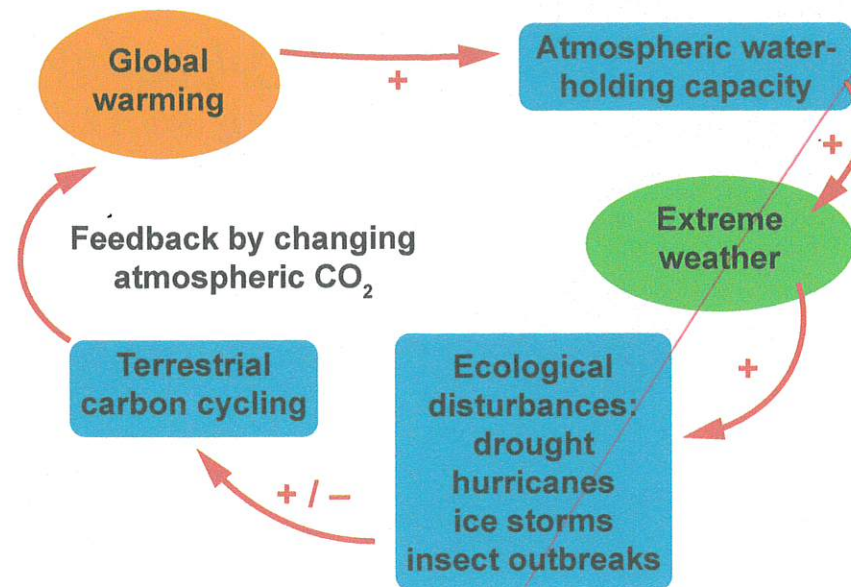 Global
warming
+
Atmospheric water-
holding capacity
+
Extreme
weather
+
Ecological
disturbances:
drought
hurricanes
ice storms
insect outbreaks
+ / –
Terrestrial
carbon cycling
Feedback by changing
atmospheric CO₂